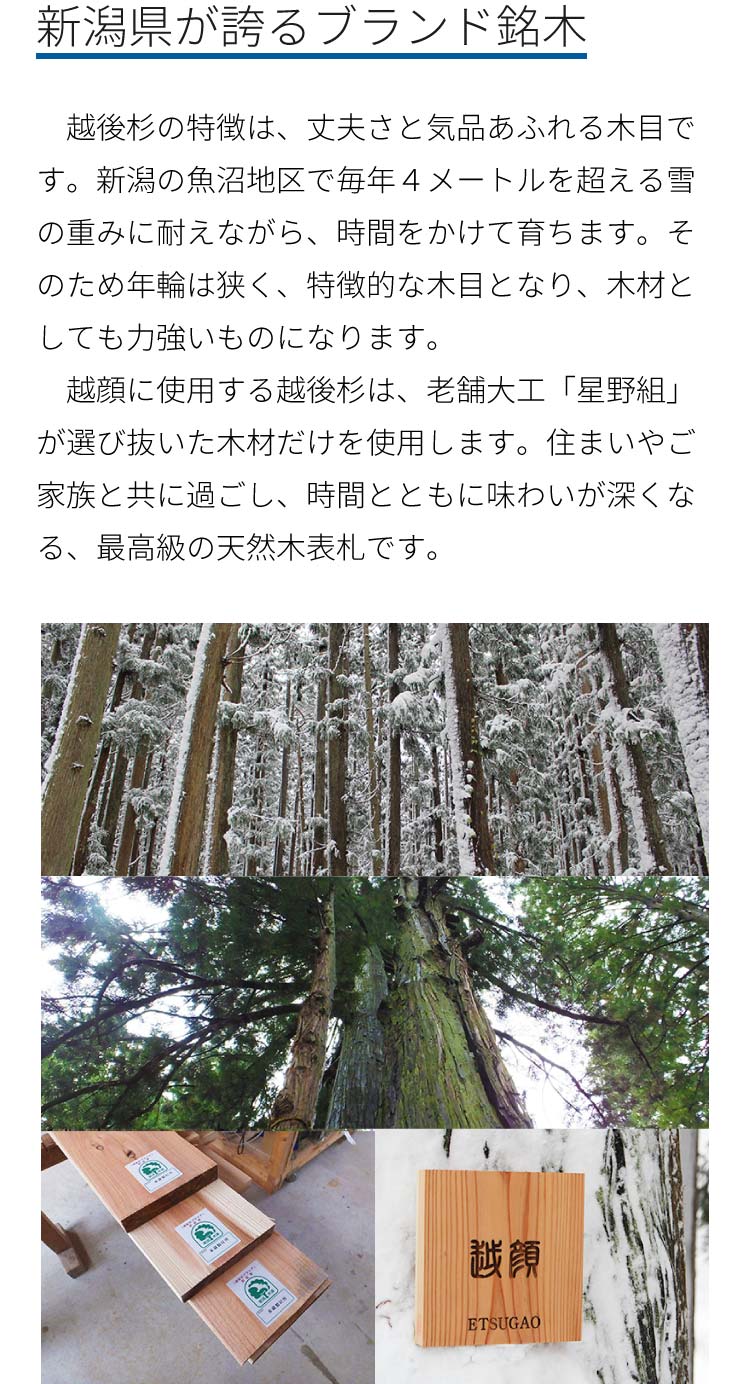 新潟県が誇るブランド銘木
　越後杉の特徴は、丈夫さと気品あふれる木目で
す。新潟の魚沼地区で毎年４メートルを超える雪
の重みに耐えながら、時間をかけて育ちます。そ
のため年輪は狭く、特徴的な木目となり、木材と
しても力強いものになります。
　越顔に使用する越後杉は、老舗大工「星野組」
が選び抜いた木材だけを使用します。住まいやご
家族と共に過ごし、時間とともに味わいが深くな
る、最高級の天然木表札です。
越顔
ETSUGAO